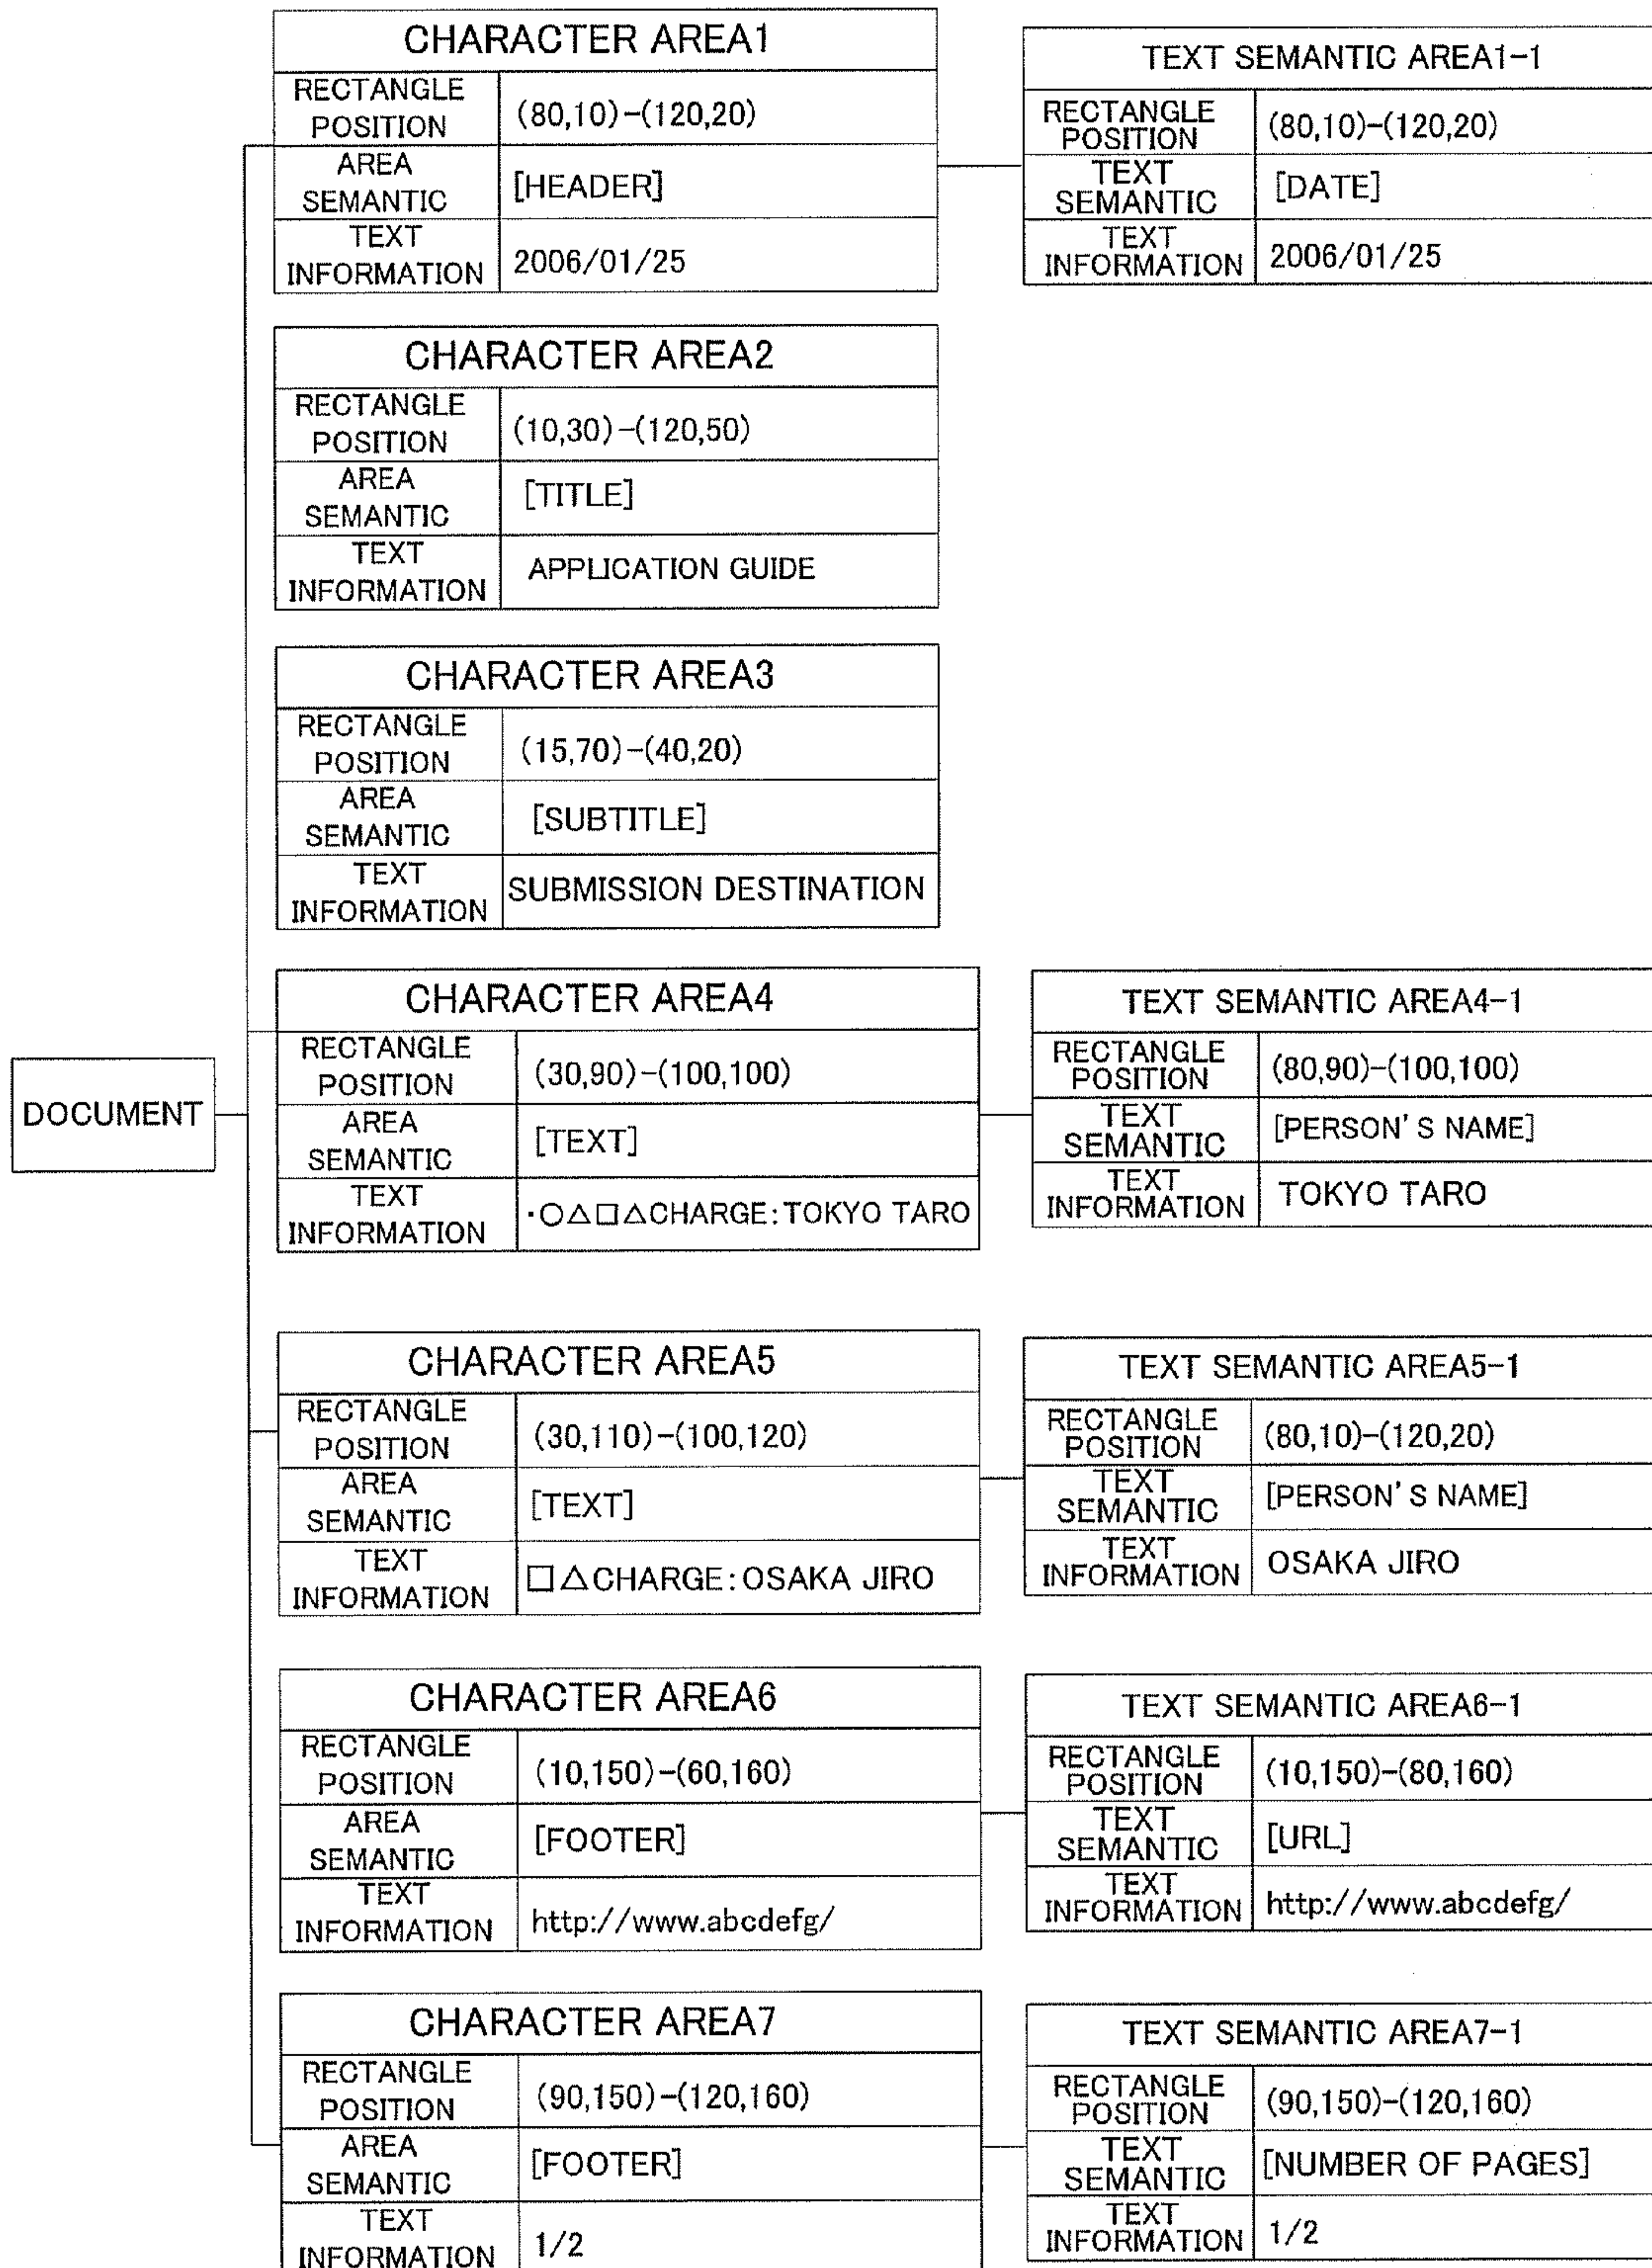 DOCUMENT
CHARACTER AREA1
RECTANGLE
POSITION
(80,10)-(120,20)
AREA
SEMANTIC
[HEADER]
TEXT
INFORMATION
2006/01/25
TEXT SEMANTIC AREA1-1
RECTANGLE
POSITION
(80,10)-(120,20)
TEXT
SEMANTIC
[DATE]
TEXT
INFORMATION
2006/01/25
CHARACTER AREA2
RECTANGLE
POSITION
(10,30)-(120,50)
AREA
SEMANTIC
[TITLE]
TEXT
INFORMATION
APPLICATION GUIDE
CHARACTER AREA3
RECTANGLE
POSITION
(15,70)-(40,20)
AREA
SEMANTIC
[SUBTITLE]
TEXT
INFORMATION
SUBMISSION DESTINATION
CHARACTER AREA4
RECTANGLE
POSITION
(30,90)-(100,100)
AREA
SEMANTIC
[TEXT]
TEXT
INFORMATION
・○△□△CHARGE:TOKYO TARO
TEXT SEMANTIC AREA4-1
RECTANGLE
POSITION
(80,90)-(100,100)
TEXT
SEMANTIC
[PERSON'S NAME]
TEXT
INFORMATION
TOKYO TARO
CHARACTER AREA5
RECTANGLE
POSITION
(30,110)-(100,120)
AREA
SEMANTIC
[TEXT]
TEXT
INFORMATION
□△CHARGE:OSAKA JIRO
TEXT SEMANTIC AREA5-1
RECTANGLE
POSITION
(80,10)-(120,20)
TEXT
SEMANTIC
[PERSON'S NAME]
TEXT
INFORMATION
OSAKA JIRO
CHARACTER AREA6
RECTANGLE
POSITION
(10,150)-(60,160)
AREA
SEMANTIC
[FOOTER]
TEXT
INFORMATION
http://www.abcdefg/
TEXT SEMANTIC AREA6-1
RECTANGLE
POSITION
(10,150)-(80,160)
TEXT
SEMANTIC
[URL]
TEXT
INFORMATION
http://www.abcdefg/
CHARACTER AREA7
RECTANGLE
POSITION
(90,150)-(120,160)
AREA
SEMANTIC
[FOOTER]
TEXT
INFORMATION
1/2
TEXT SEMANTIC AREA7-1
RECTANGLE
POSITION
(90,150)-(120,160)
TEXT
SEMANTIC
[NUMBER OF PAGES]
TEXT
INFORMATION
1/2